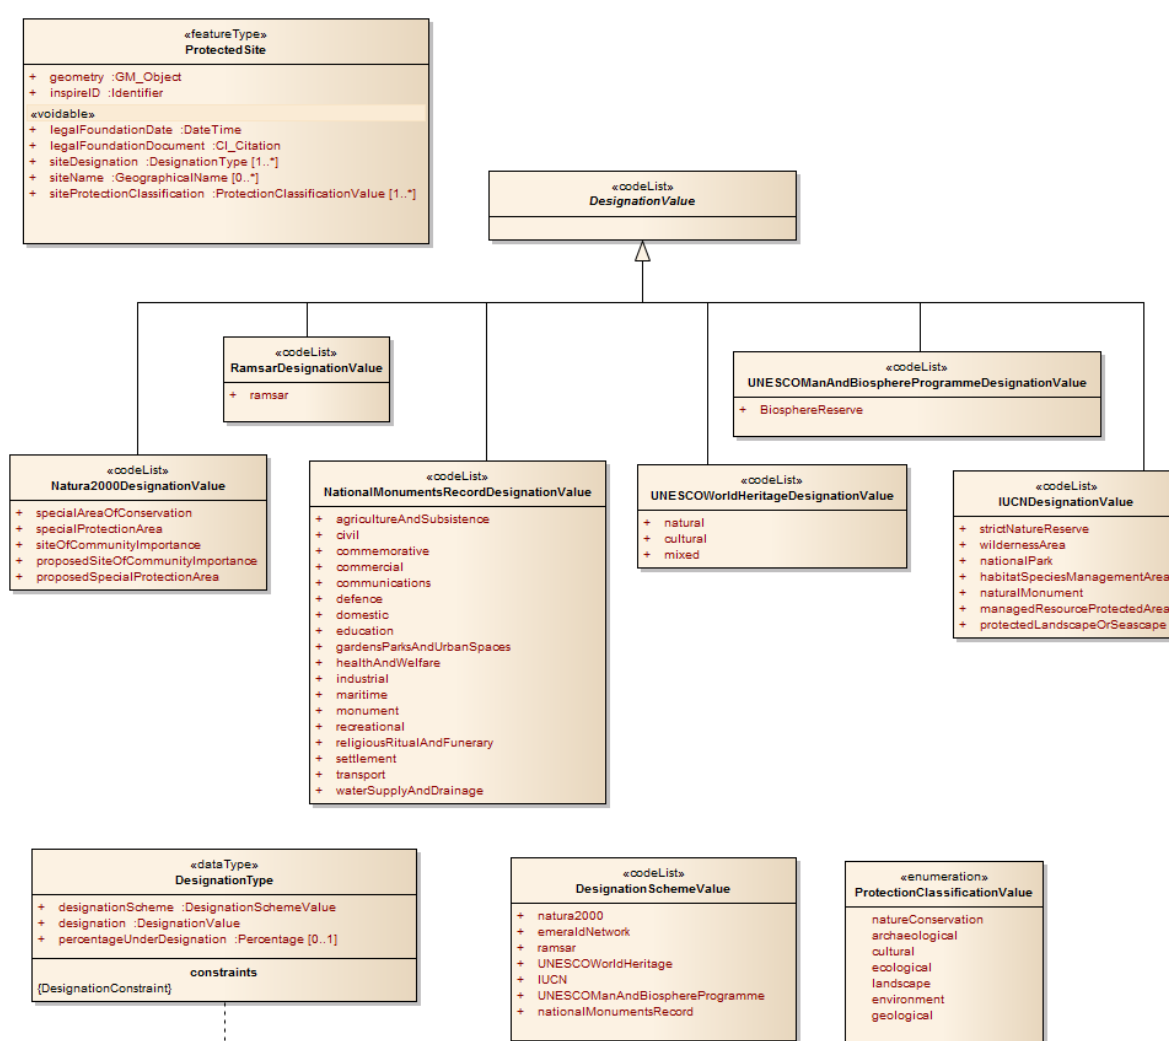 «featureType»
ProtectedSite
+ geometry :GM_Object
+ inspireID :Identifier
«voidable»
+ legalFoundationDate :DateTime
+ legalFoundationDocument :CI_Citation
+ siteDesignation :DesignationType [1..*]
+ siteName :GeographicalName [0..*]
+ siteProtectionClassification :ProtectionClassificationValue [1..*]
«codeList»
DesignationValue
«codeList»
RamsarDesignationValue
+ ramsar
«codeList»
UNESCOManAndBiosphereProgrammeDesignationValue
+ BiosphereReserve
«codeList»
Natura2000DesignationValue
+ specialAreaOfConservation
+ specialProtectionArea
+ siteOfCommunityImportance
+ proposedSiteOfCommunityImportance
+ proposedSpecialProtectionArea
«codeList»
NationalMonumentsRecordDesignationValue
+ agricultureAndSubsistence
+ civil
+ commemorative
+ commercial
+ communications
+ defence
+ domestic
+ education
+ gardensParksAndUrbanSpaces
+ healthAndWelfare
+ industrial
+ maritime
+ monument
+ recreational
+ religiousRitualAndFunerary
+ settlement
+ transport
+ waterSupplyAndDrainage
«codeList»
UNESCOWorldHeritageDesignationValue
+ natural
+ cultural
+ mixed
«codeList»
IUCNDesignationValue
+ strictNatureReserve
+ wildernessArea
+ nationalPark
+ habitatSpeciesManagementArea
+ naturalMonument
+ managedResourceProtectedArea
+ protectedLandscapeOrSeascape
«dataType»
DesignationType
+ designationScheme :DesignationSchemeValue
+ designation :DesignationValue
+ percentageUnderDesignation :Percentage [0..1]
constraints
{DesignationConstraint}
«codeList»
DesignationSchemeValue
+ natura2000
+ emeraldNetwork
+ ramsar
+ UNESCOWorldHeritage
+ IUCN
+ UNESCOManAndBiosphereProgramme
+ nationalMonumentsRecord
«enumeration»
ProtectionClassificationValue
natureConservation
archaeological
cultural
ecological
landscape
environment
geological